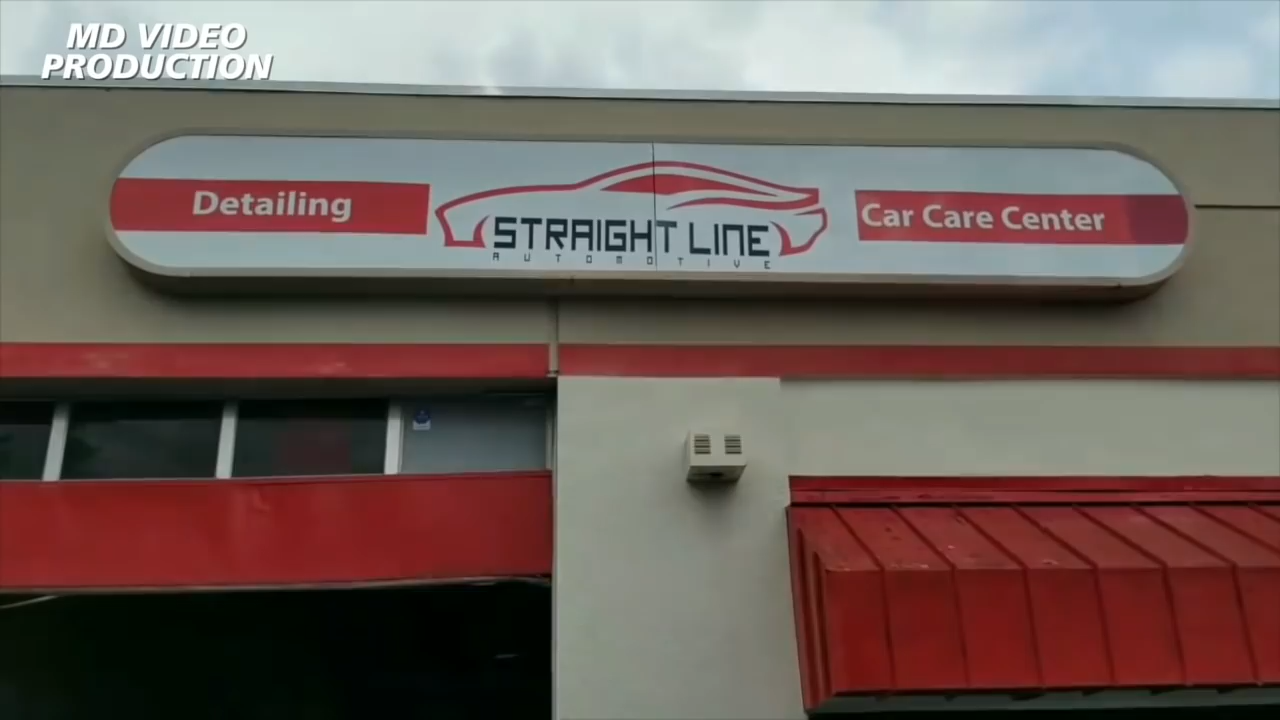 MD VIDEO
PRODUCTION
Detailing
STRAIGHT LINE
AUTOMOTIVE
Car Care Center